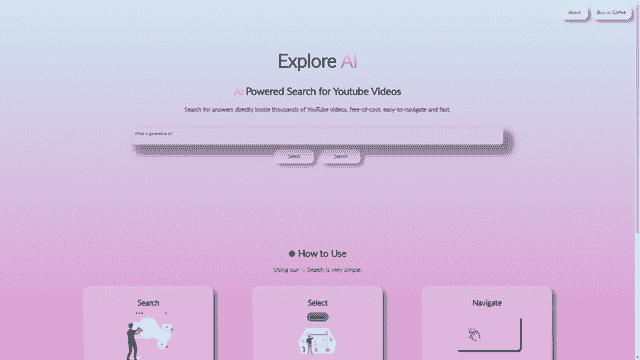 About
Buy us Coffee
Explore AI
AI Powered Search for Youtube Videos
Search for answers directly inside thousands of YouTube videos, free-of-cost, easy-to-navigate and fast.
What is generative AI?
Select
Search
How to Use
Using our Search is very simple.
Search
Select
Navigate